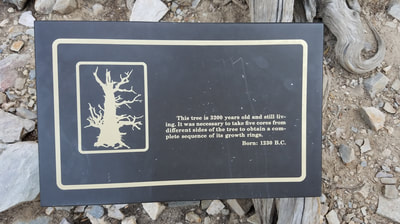 This tree is 3200 years old and still liv-
ing. It was necessary to take five cores from
different sides of the tree to obtain a com-
plete sequence of its growth rings.
Born: 1230 B.C.